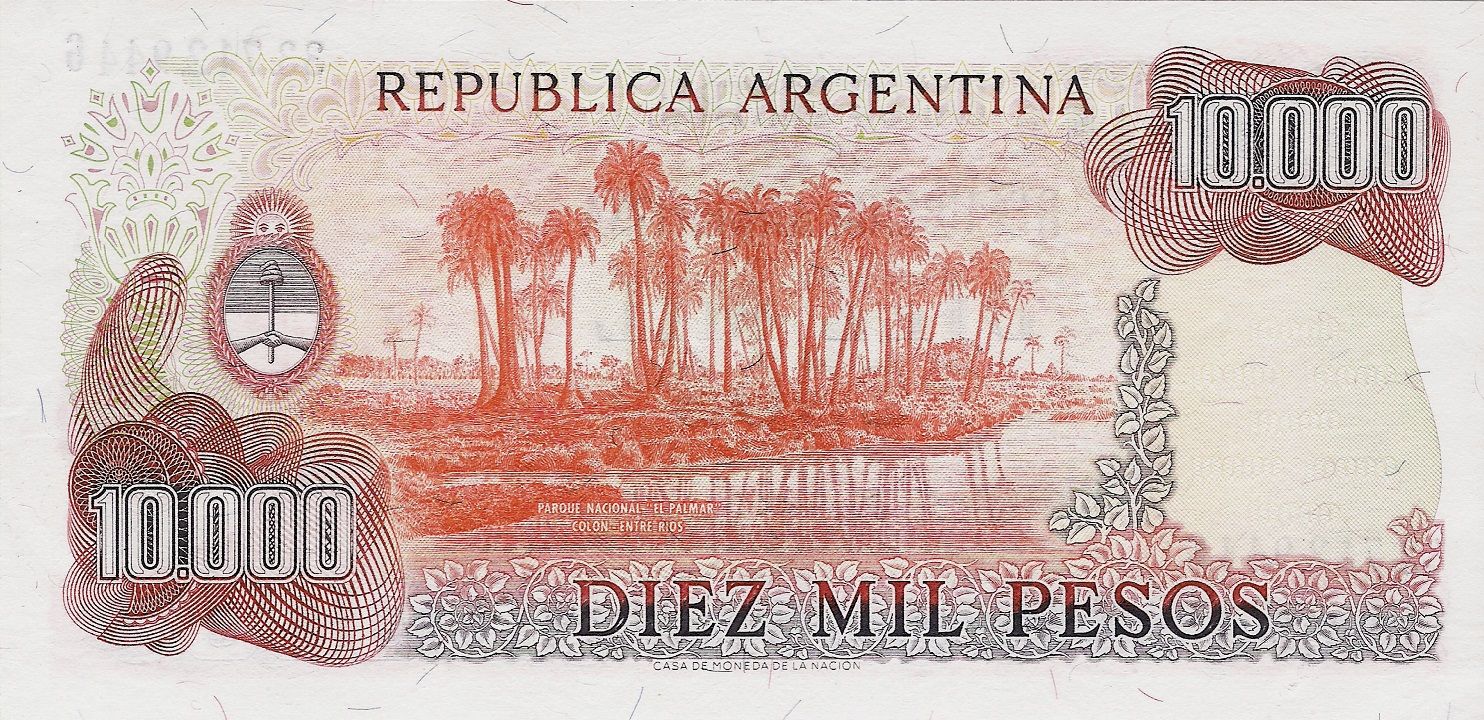 REPUBLICA ARGENTINA
10.000
PARQUE NACIONAL "EL PALMAR"
COLON-ENTRE RIOS
10.000
DIEZ MIL PESOS
CASA DE MONEDA DE LA NACIÓN